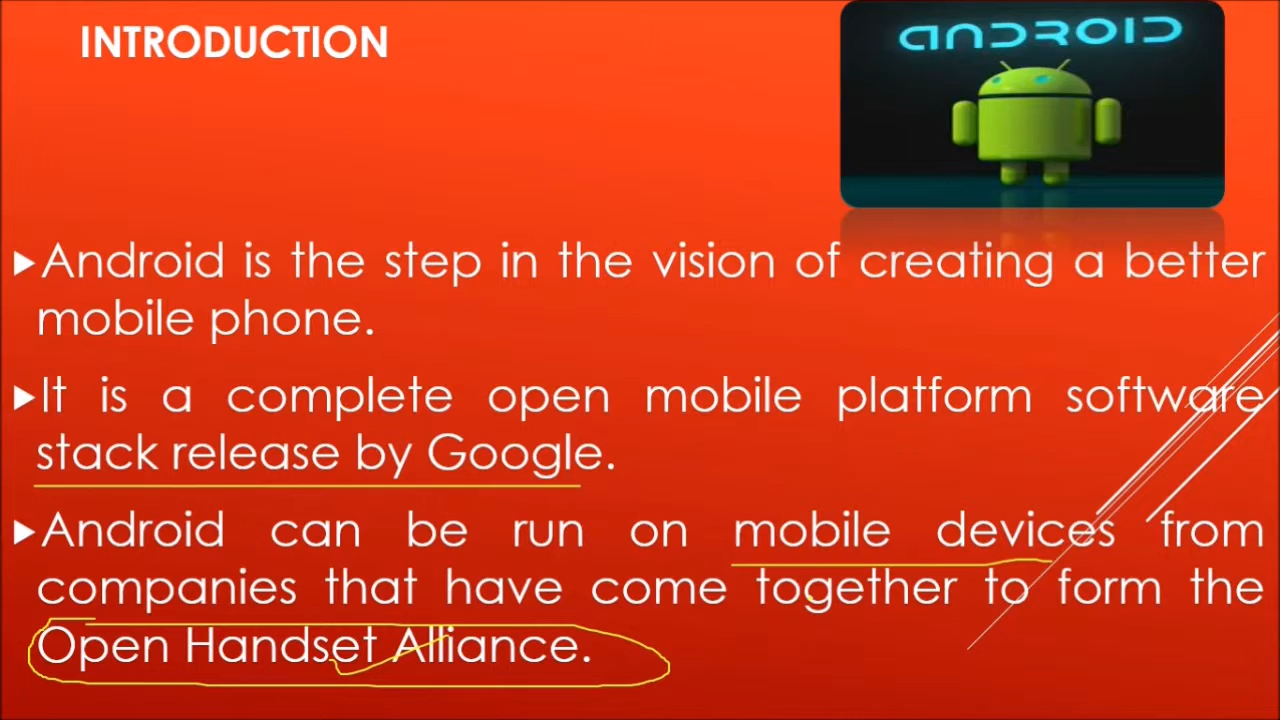 INTRODUCTION
ANDROID
Android is the step in the vision of creating a better
mobile phone.
It is a complete open mobile platform software
stack release by Google.
Android can be run on mobile devices from
companies that have come together to form the
Open Handset Alliance.